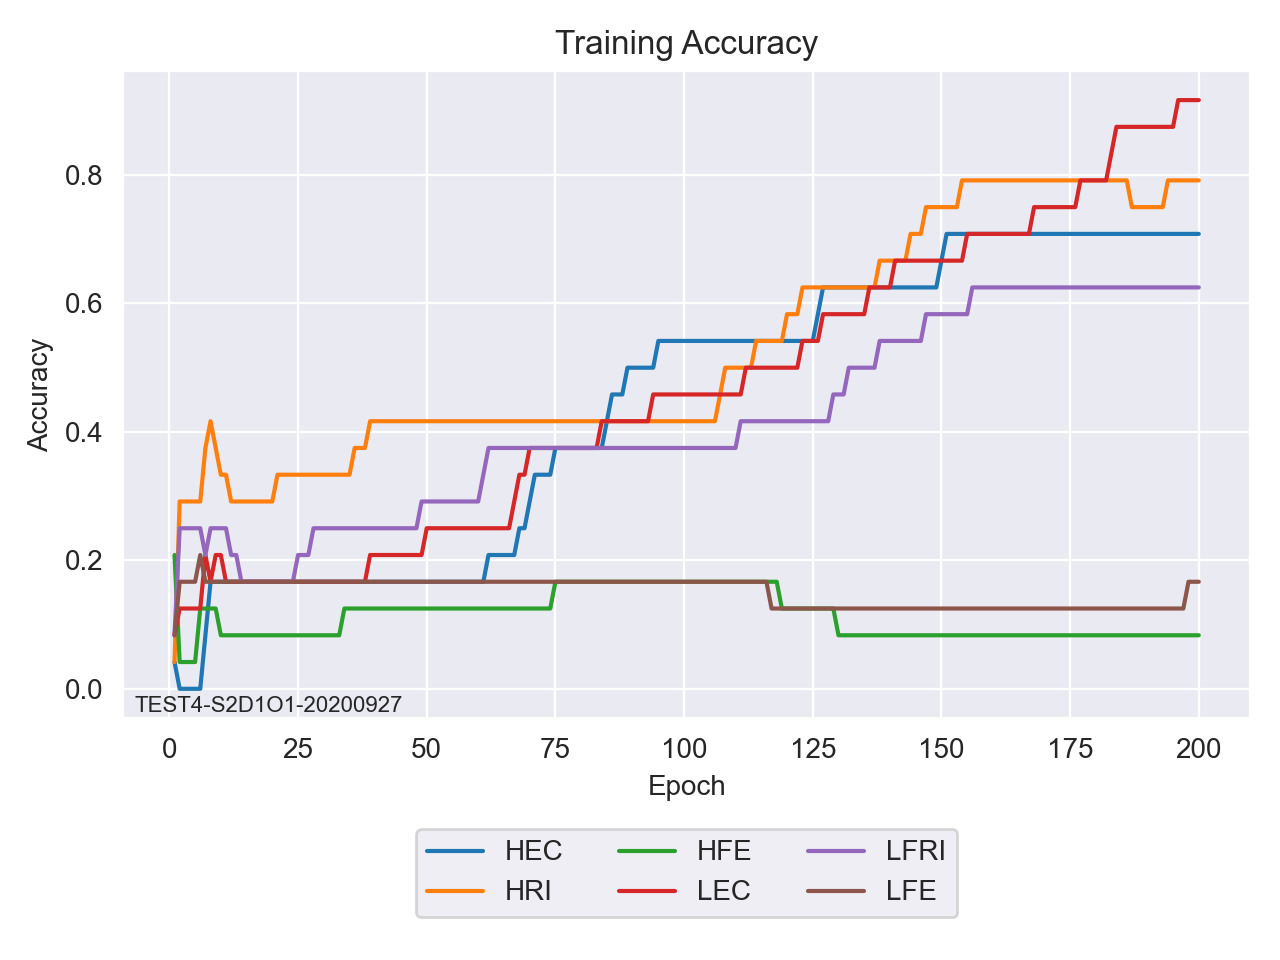 Training Accuracy
Accuracy
0.8
0.6
0.4
0.2
0.0
TEST4-S2D1O1-20200927
0 25 50 75 100 125 150 175 200
Epoch
HEC HFE LFRI
HRI LEC LFE